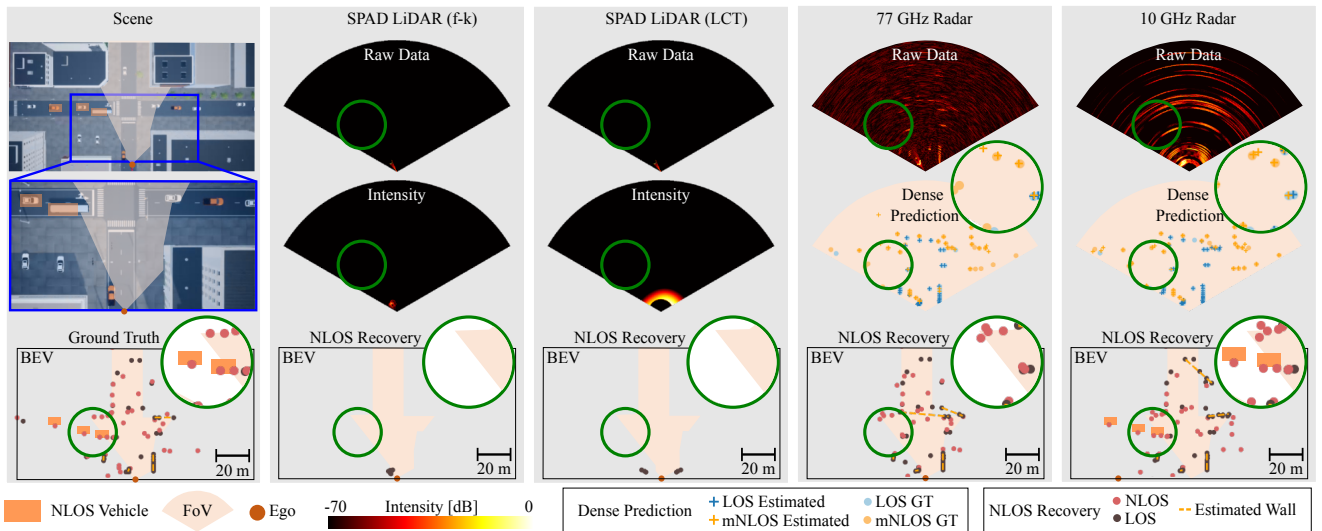 Scene
SPAD LiDAR (f-k)
SPAD LiDAR (LCT)
77 GHz Radar
10 GHz Radar
Raw Data
Raw Data
Raw Data
Raw Data
Intensity
Intensity
Dense
Prediction
Dense
Prediction
Ground Truth
NLOS Recovery
NLOS Recovery
NLOS Recovery
NLOS Recovery
BEV
BEV
BEV
BEV
BEV
20 m
20 m
20 m
20 m
20 m
NLOS Vehicle
FoV
Ego
-70
Intensity [dB]
0
Dense Prediction
LOS Estimated
mNLOS Estimated
LOS GT
mNLOS GT
NLOS Recovery
NLOS
LOS
Estimated Wall